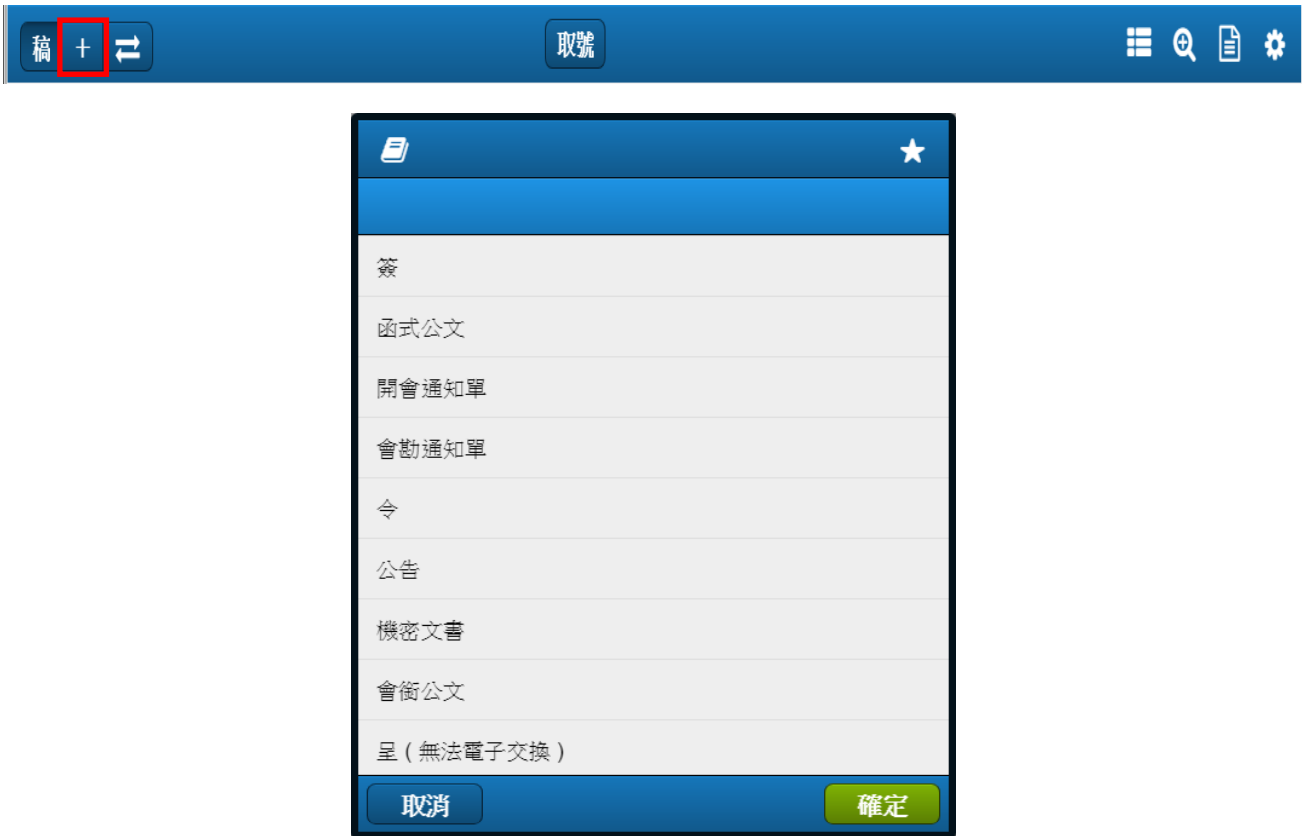 稿 +
取號
簽
函式公文
開會通知單
會勘通知單
令
公告
機密文書
會銜公文
呈(無法電子交換)
取消 確定